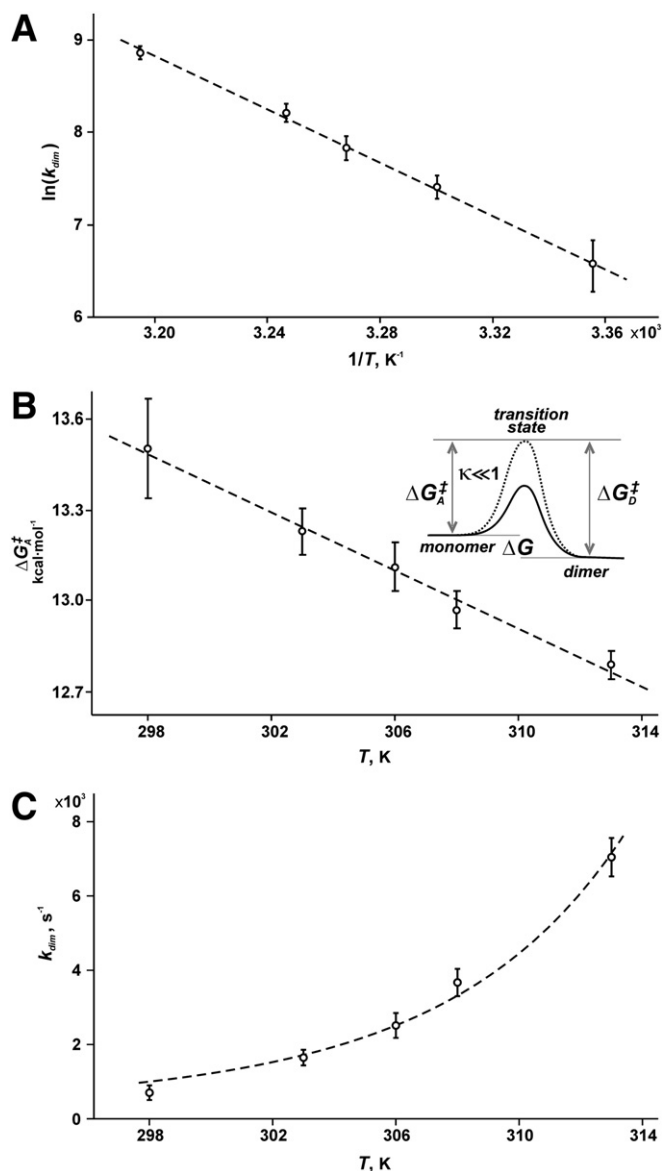 A
9
8
7
6
ln(k_dim)
3.20 3.24 3.28 3.32 3.36 ×10³
1/T, K⁻¹
B
13.6
13.3
13.0
12.7
ΔG‡A
kcal·mol⁻¹
transition
state
κ≪1
ΔG‡A
ΔG‡D
monomer
ΔG
dimer
298 302 306 310 314
T, K
C
×10³
8
6
4
2
0
k_dim, s⁻¹
298 302 306 310 314
T, K